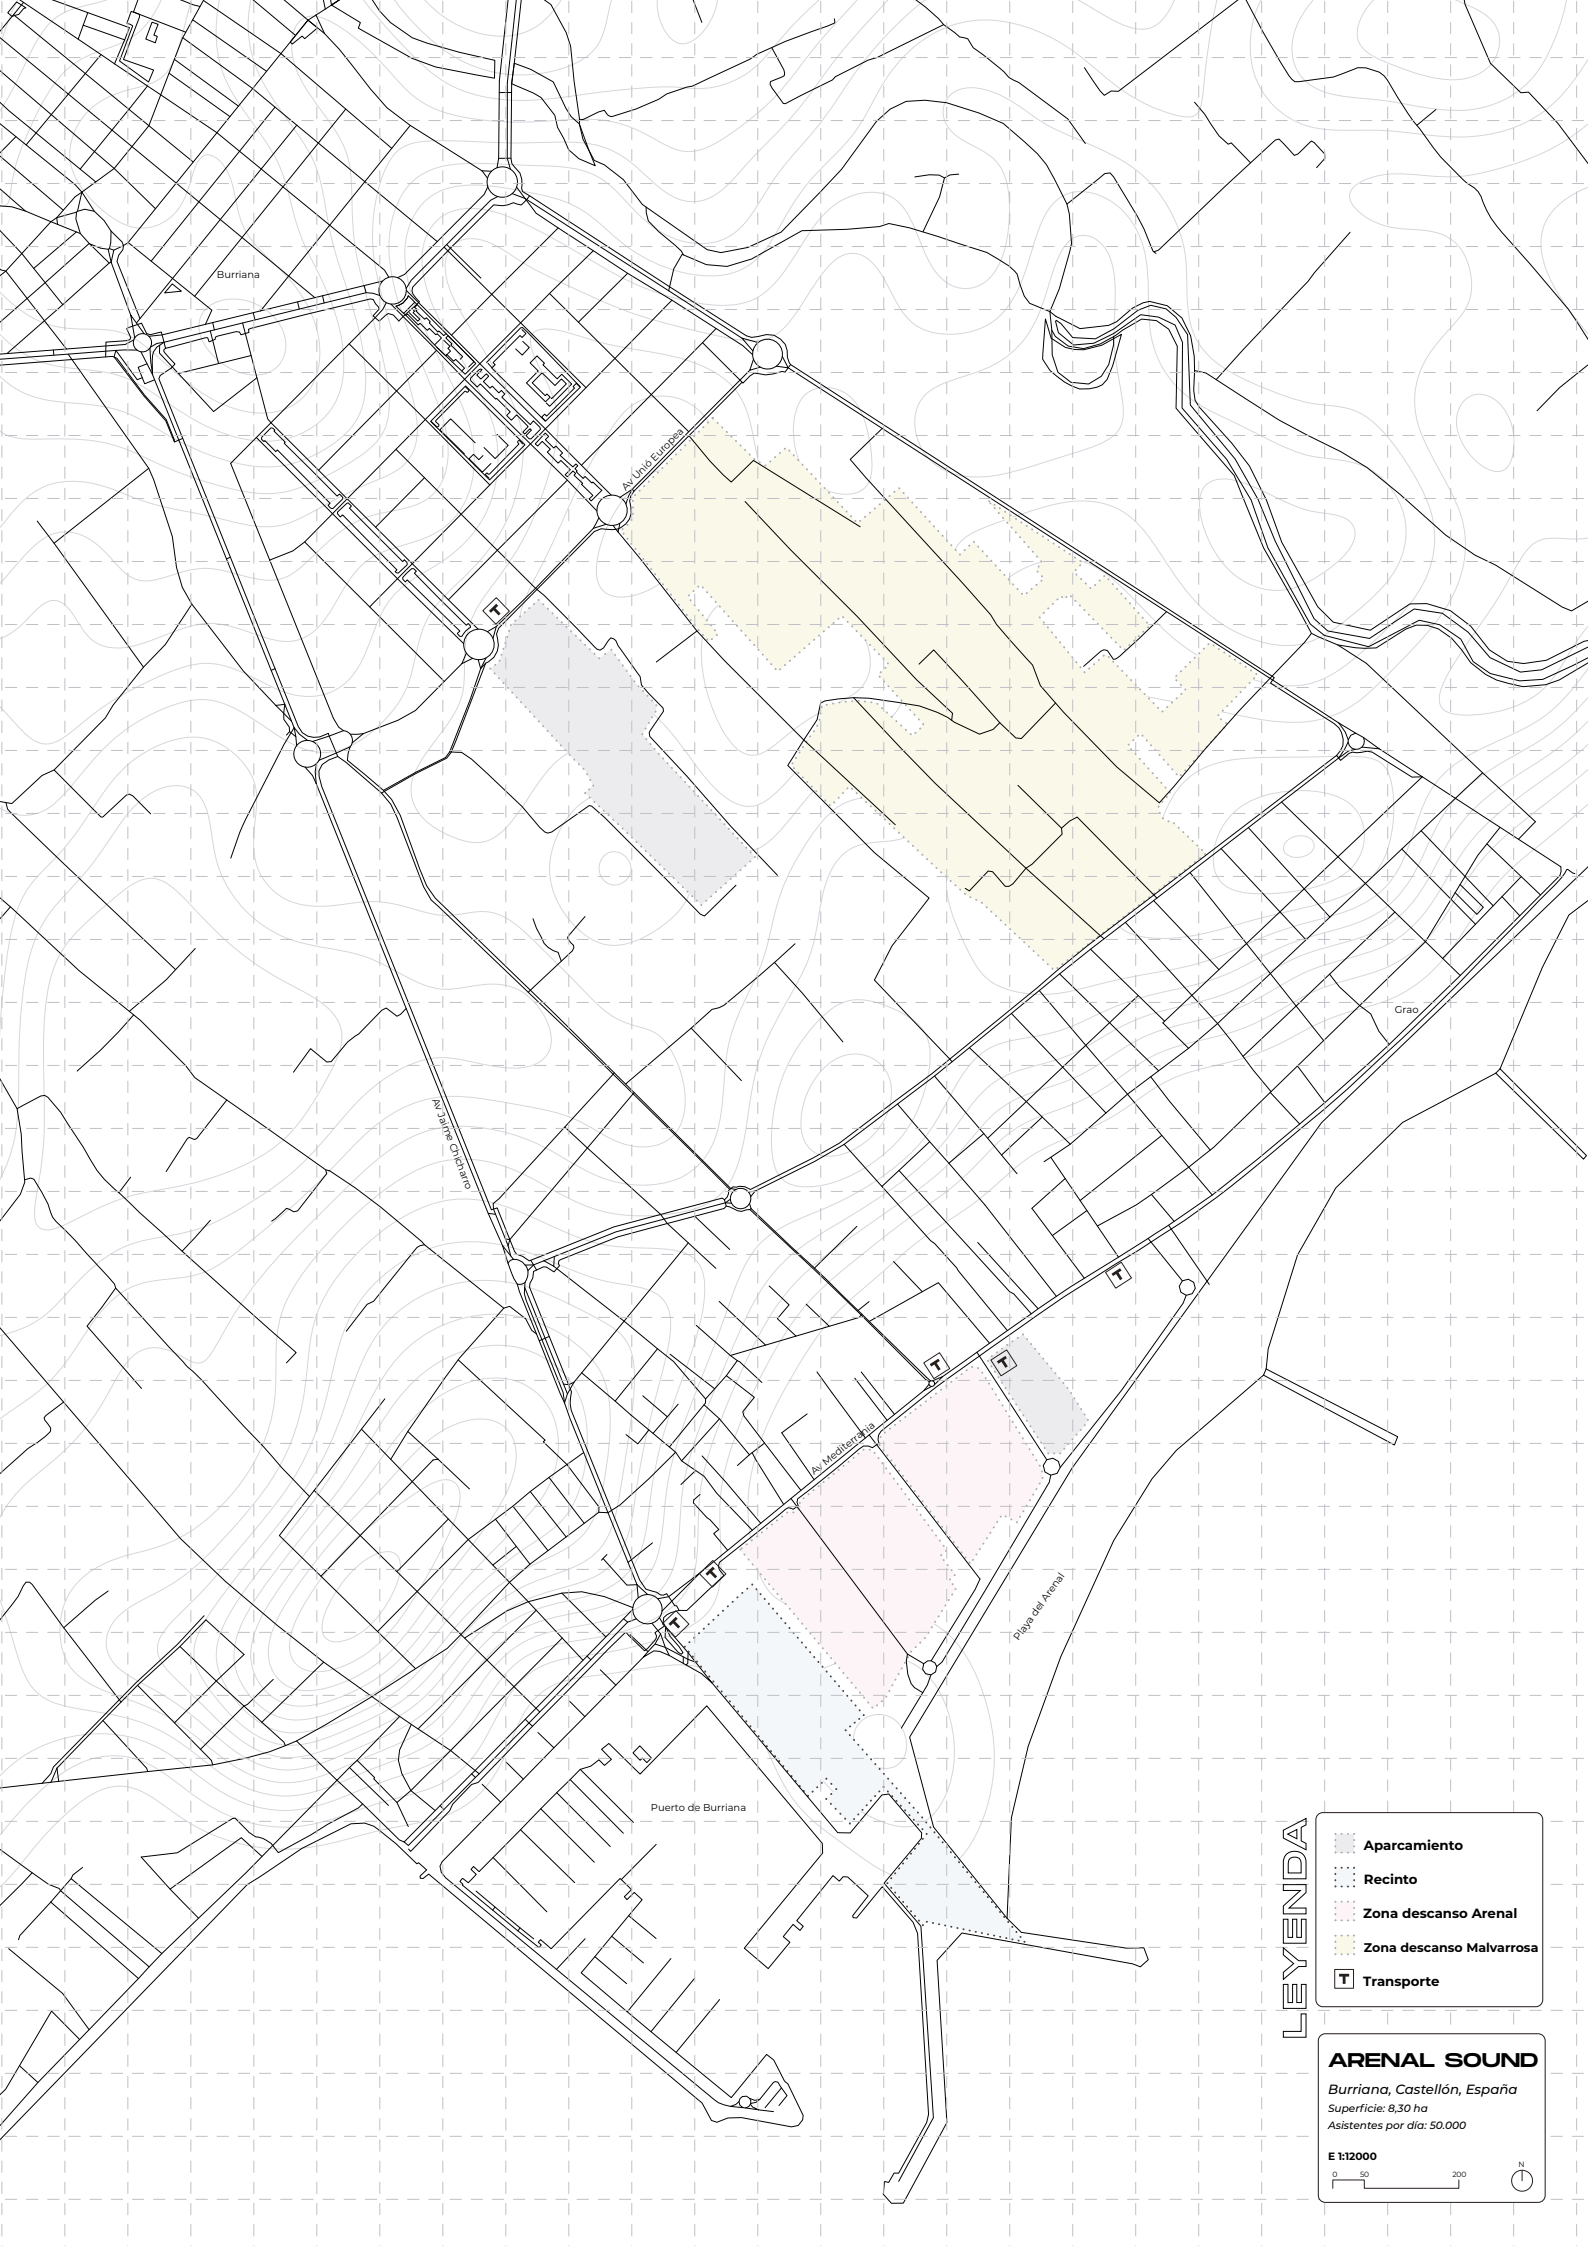 Burriana
Av Unió Europea
T
Grao
Av Jaime Chicharro
T
T
T
Av Mediterrania
T
T
Playa del Arenal
Puerto de Burriana
LEYENDA
Aparcamiento
Recinto
Zona descanso Arenal
Zona descanso Malvarrosa
T Transporte
ARENAL SOUND
Burriana, Castellón, España
Superficie: 8,30 ha
Asistentes por día: 50.000
E 1:12000
0 50 200
N